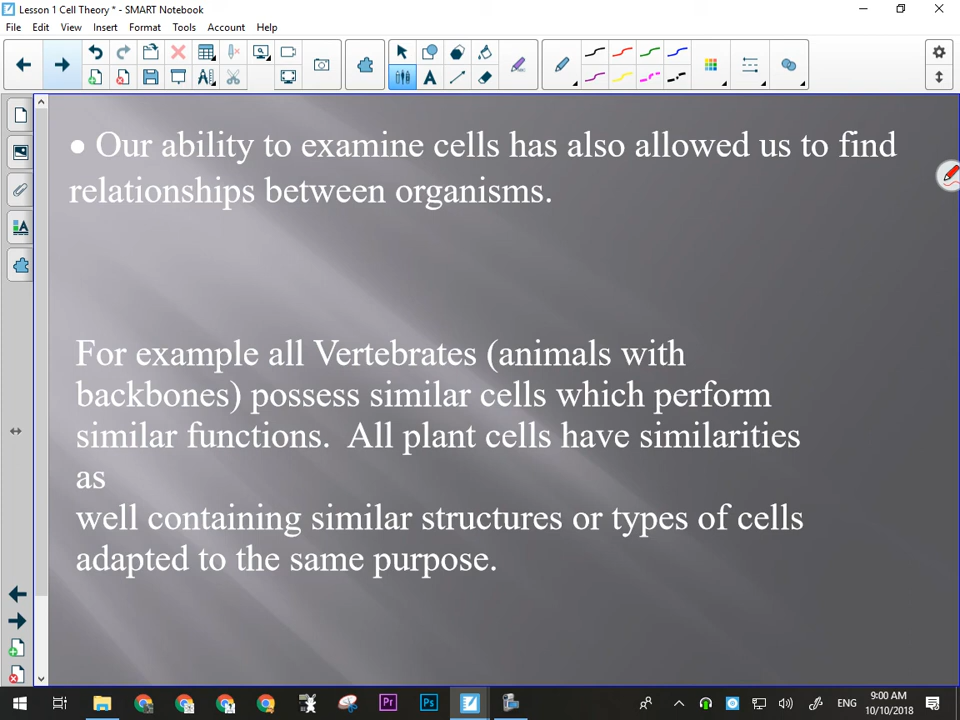 Lesson 1 Cell Theory * - SMART Notebook
File Edit View Insert Format Tools Account Help
• Our ability to examine cells has also allowed us to find
relationships between organisms.
For example all Vertebrates (animals with
backbones) possess similar cells which perform
similar functions.  All plant cells have similarities
as
well containing similar structures or types of cells
adapted to the same purpose.
Pr Ps ENG
9:00 AM
10/10/2018